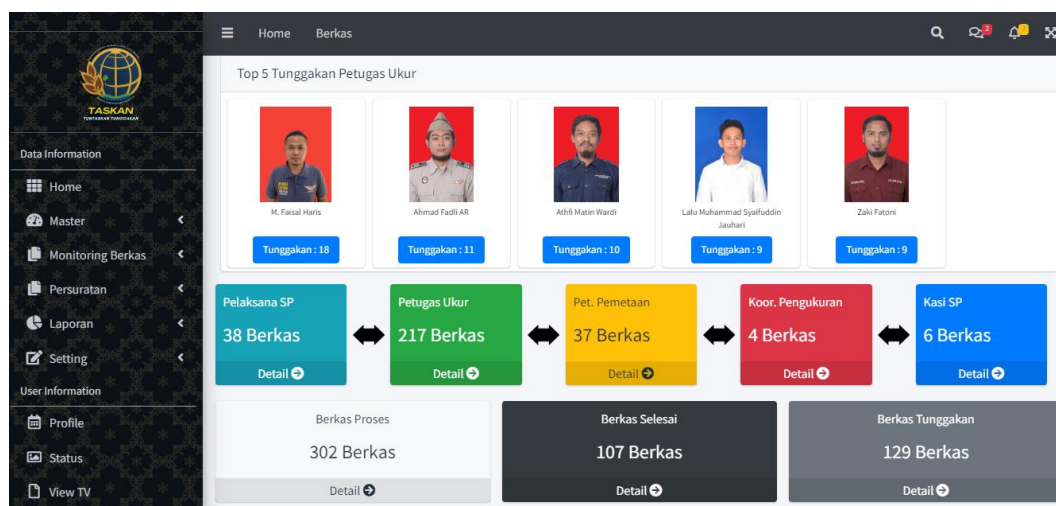 TASKAN
TUNTASKAN TUNGGAKAN
Data Information
Home
Master
Monitoring Berkas
Persuratan
Laporan
Setting
User Information
Profile
Status
View TV
Home Berkas
2
Top 5 Tunggakan Petugas Ukur
M. Faisal Haris
Tunggakan : 18
Ahmad Fadli AR
Tunggakan : 11
Athfi Matin Wardi
Tunggakan : 10
Lalu Muhammad Syaifuddin
Jauhari
Tunggakan : 9
Zaki Fatoni
Tunggakan : 9
Pelaksana SP
38 Berkas
Detail
Petugas Ukur
217 Berkas
Detail
Pet. Pemetaan
37 Berkas
Detail
Koor. Pengukuran
4 Berkas
Detail
Kasi SP
6 Berkas
Detail
Berkas Proses
302 Berkas
Detail
Berkas Selesai
107 Berkas
Detail
Berkas Tunggakan
129 Berkas
Detail